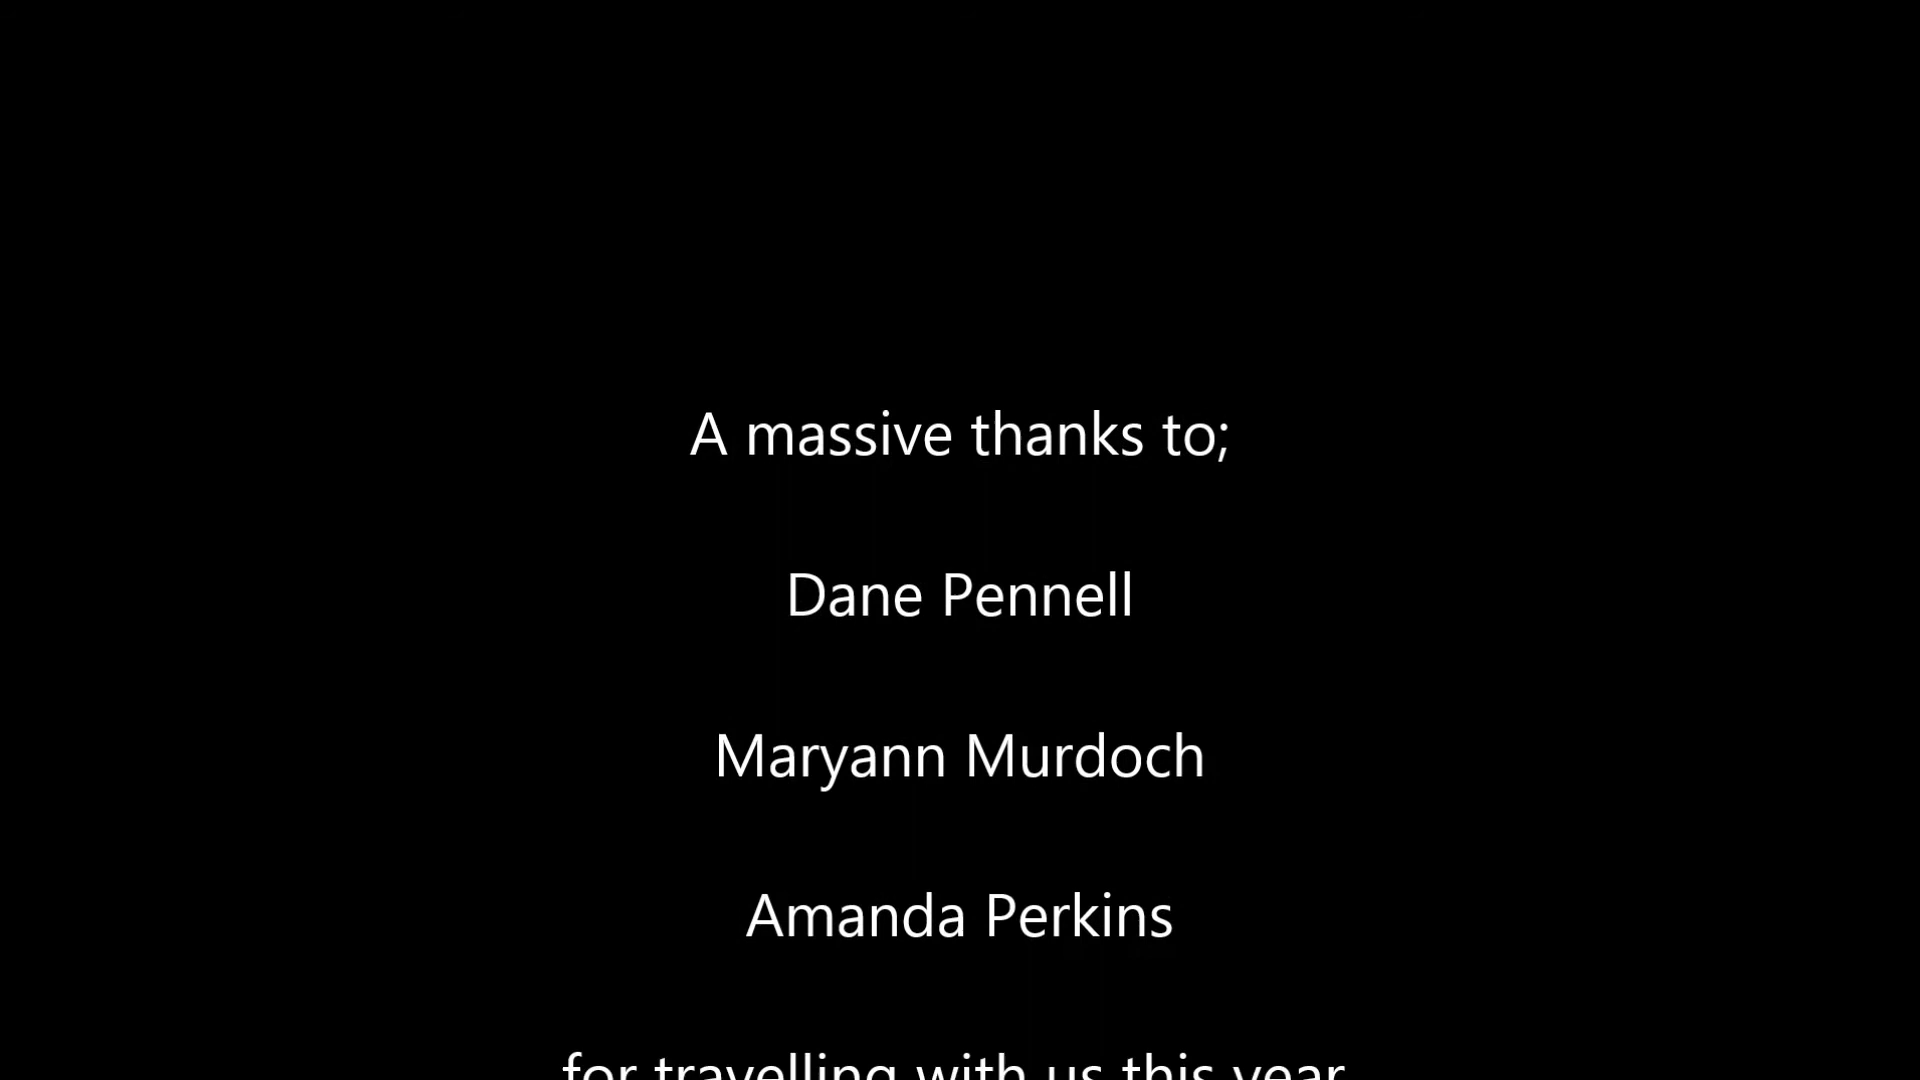 A massive thanks to;
Dane Pennell
Maryann Murdoch
Amanda Perkins
for travelling with us this year